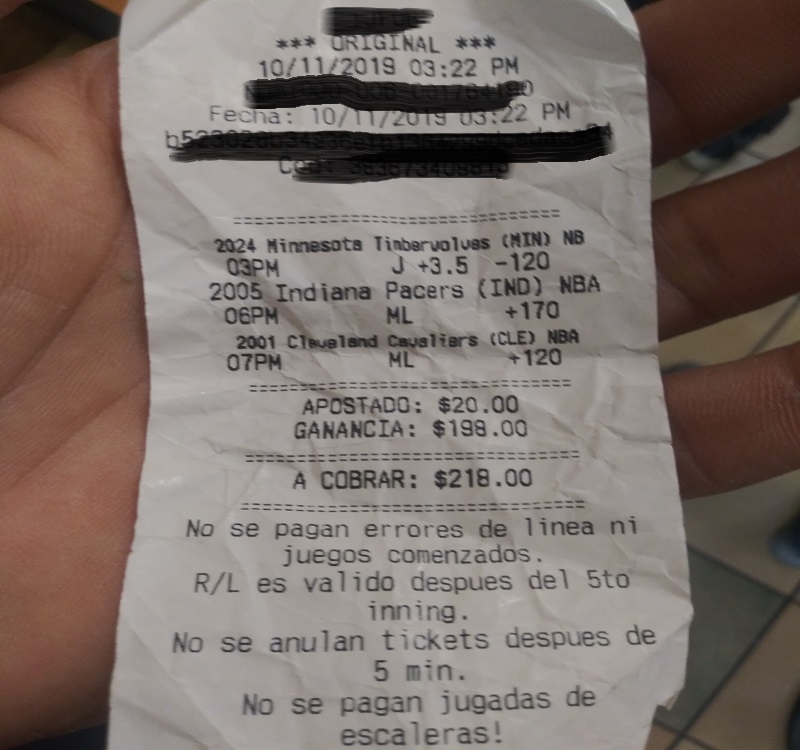 *** ORIGINAL ***
10/11/2019 03:22 PM
Fecha: 10/11/2019 03:22 PM
=================================
2024 Minnesota Timbervolves (MIN) NB
03PM J +3.5 -120
2005 Indiana Pacers (IND) NBA
06PM ML +170
2001 Cleveland Cavaliers (CLE) NBA
07PM ML +120
=================================
APOSTADO: $20.00
GANANCIA: $198.00
=================================
A COBRAR: $218.00
=================================
No se pagan errores de linea ni
juegos comenzados.
R/L es valido despues del 5to
inning.
No se anulan tickets despues de
5 min.
No se pagan jugadas de
escaleras!